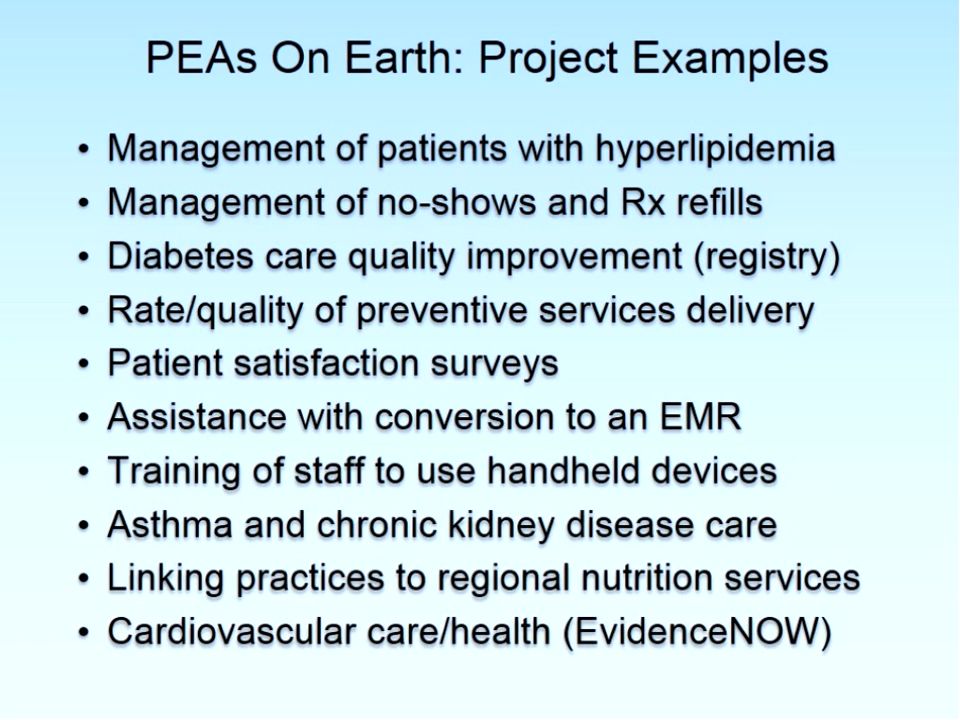 PEAs On Earth: Project Examples
• Management of patients with hyperlipidemia
• Management of no-shows and Rx refills
• Diabetes care quality improvement (registry)
• Rate/quality of preventive services delivery
• Patient satisfaction surveys
• Assistance with conversion to an EMR
• Training of staff to use handheld devices
• Asthma and chronic kidney disease care
• Linking practices to regional nutrition services
• Cardiovascular care/health (EvidenceNOW)